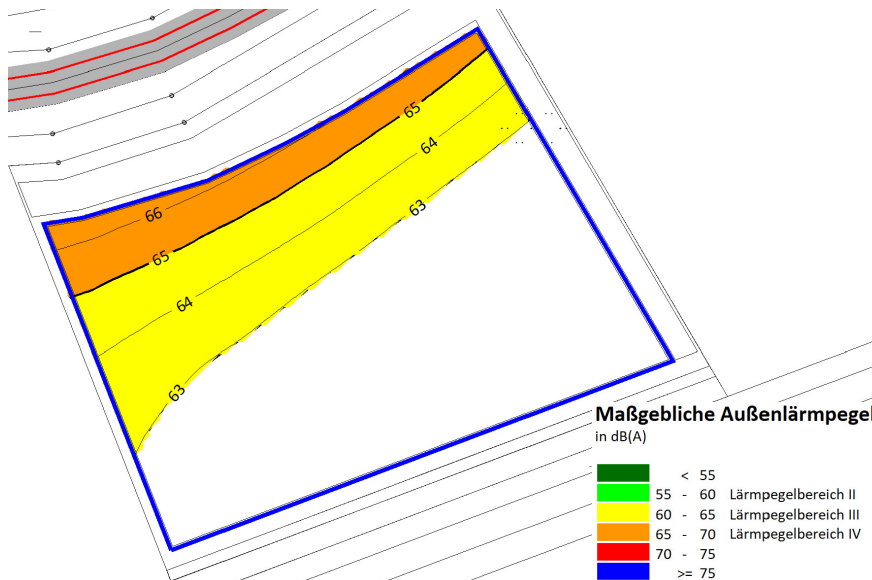 65
64
63
66
65
64
63
Maßgebliche Außenlärmpegel
in dB(A)
< 55
55 - 60 Lärmpegelbereich II
60 - 65 Lärmpegelbereich III
65 - 70 Lärmpegelbereich IV
70 - 75
>= 75